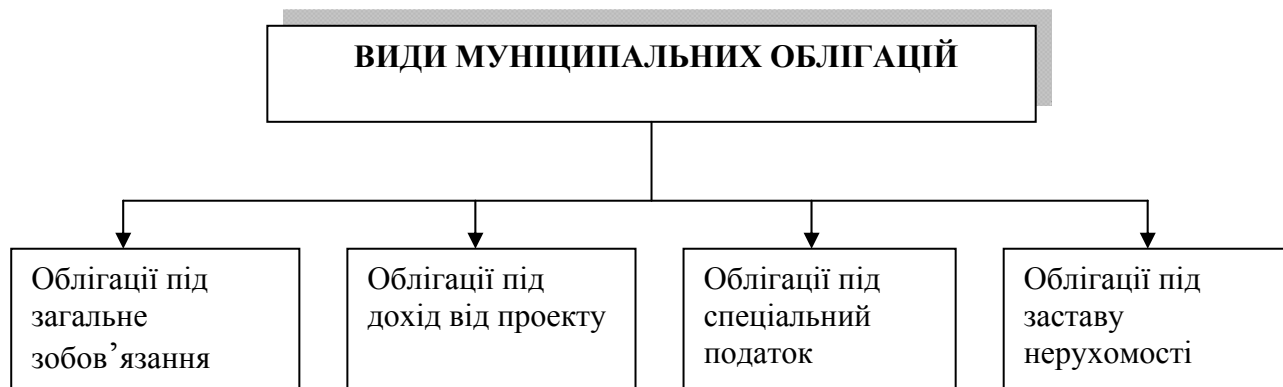 ВИДИ МУНІЦИПАЛЬНИХ ОБЛІГАЦІЙ
Облігації під
загальне
зобов’язання
Облігації під
дохід від проекту
Облігації під
спеціальний
податок
Облігації під
заставу
нерухомості